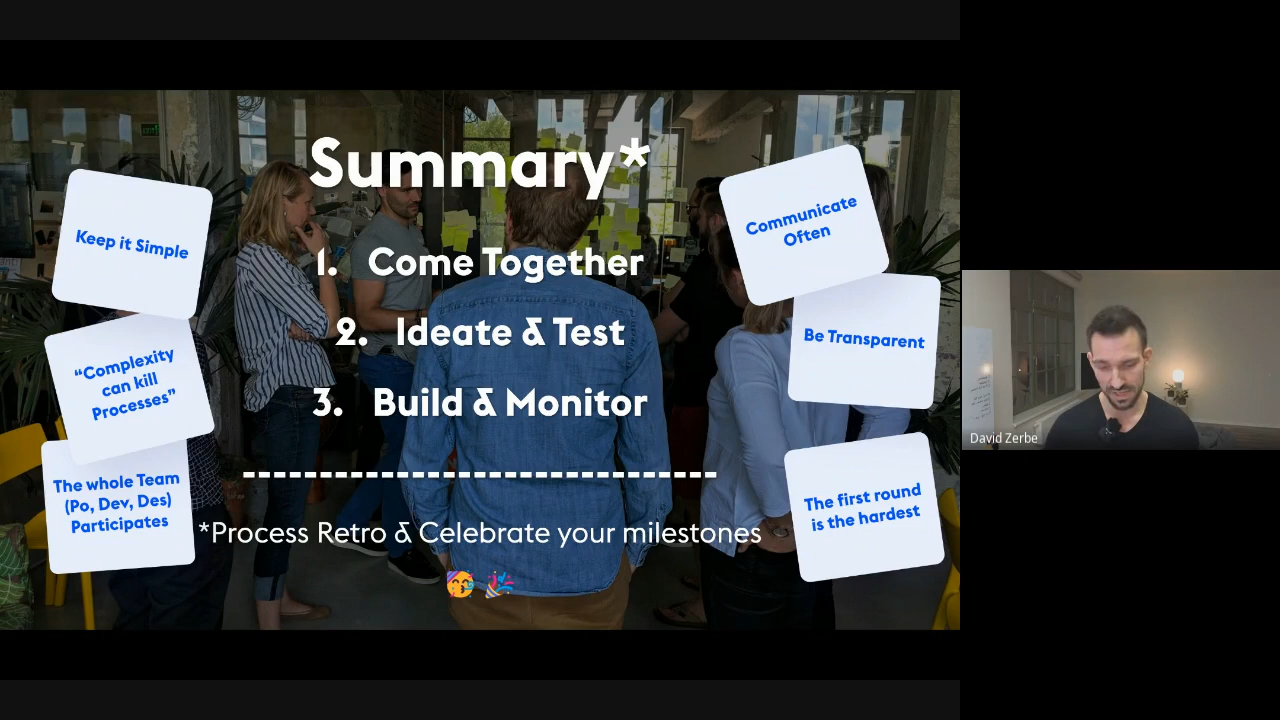 Summary*
1. Come Together
2. Ideate & Test
3. Build & Monitor
-------------------------------
*Process Retro & Celebrate your milestones
🥳 🎉
Keep it Simple
“Complexity
can kill
Processes”
The whole Team
(Po, Dev, Des)
Participates
Communicate
Often
Be Transparent
The first round
is the hardest
David Zerbe